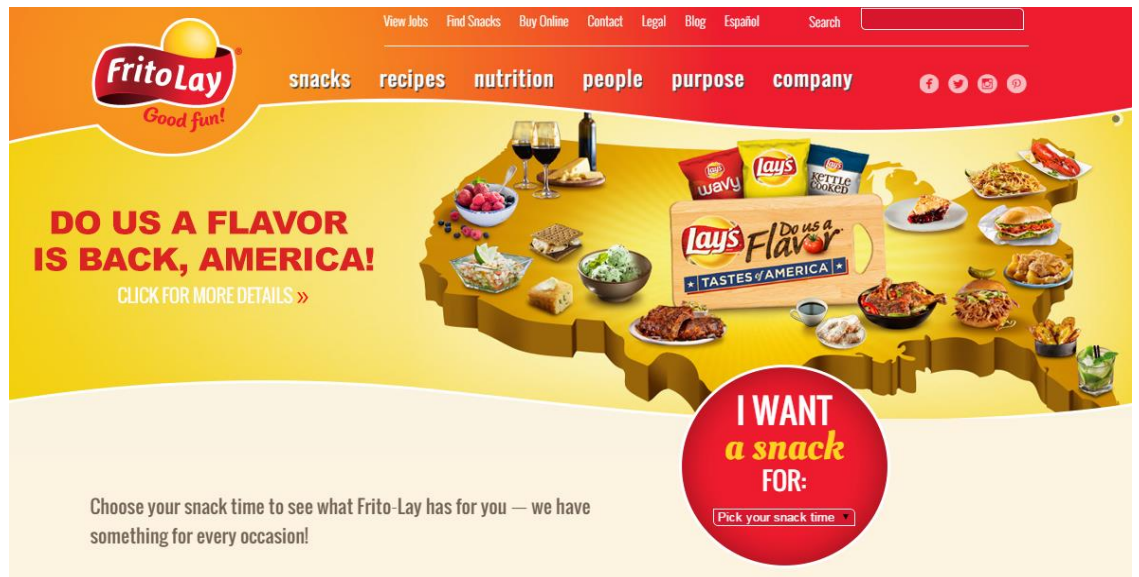 View Jobs Find Snacks Buy Online Contact Legal Blog Español Search
Frito Lay ®
Good fun!
snacks recipes nutrition people purpose company
DO US A FLAVOR
IS BACK, AMERICA!
CLICK FOR MORE DETAILS »
Lay's
Wavy
Lay's
Lay's
KETTLE
COOKED
Lay's
Do us a
Flavor
TASTES of AMERICA
I WANT
a snack
FOR:
Pick your snack time
Choose your snack time to see what Frito-Lay has for you — we have
something for every occasion!